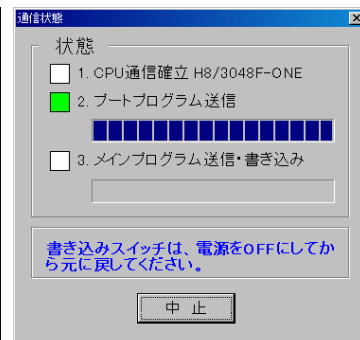 通信状態
状態
1. CPU通信確立 H8/3048F-ONE
2. ブートプログラム送信
3. メインプログラム送信・書き込み
書き込みスイッチは、電源をOFFにしてか
ら元に戻してください。
中 止